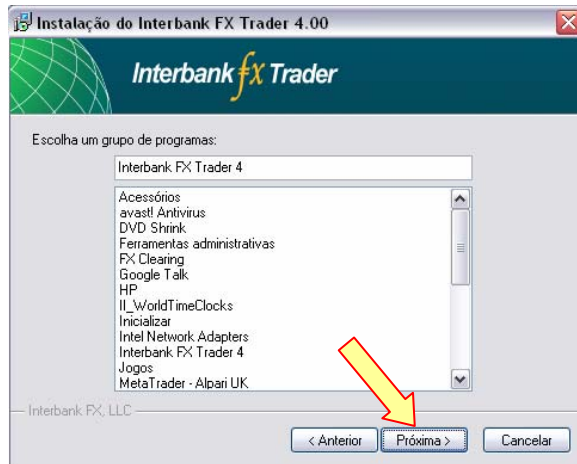 Instalação do Interbank FX Trader 4.00
Interbank fx Trader
Escolha um grupo de programas:
Interbank FX Trader 4
Acessórios
avast! Antivirus
DVD Shrink
Ferramentas administrativas
FX Clearing
Google Talk
HP
II_WorldTimeClocks
Inicializar
Intel Network Adapters
Interbank FX Trader 4
Jogos
MetaTrader - Alpari UK
Interbank FX, LLC
< Anterior Próxima > Cancelar